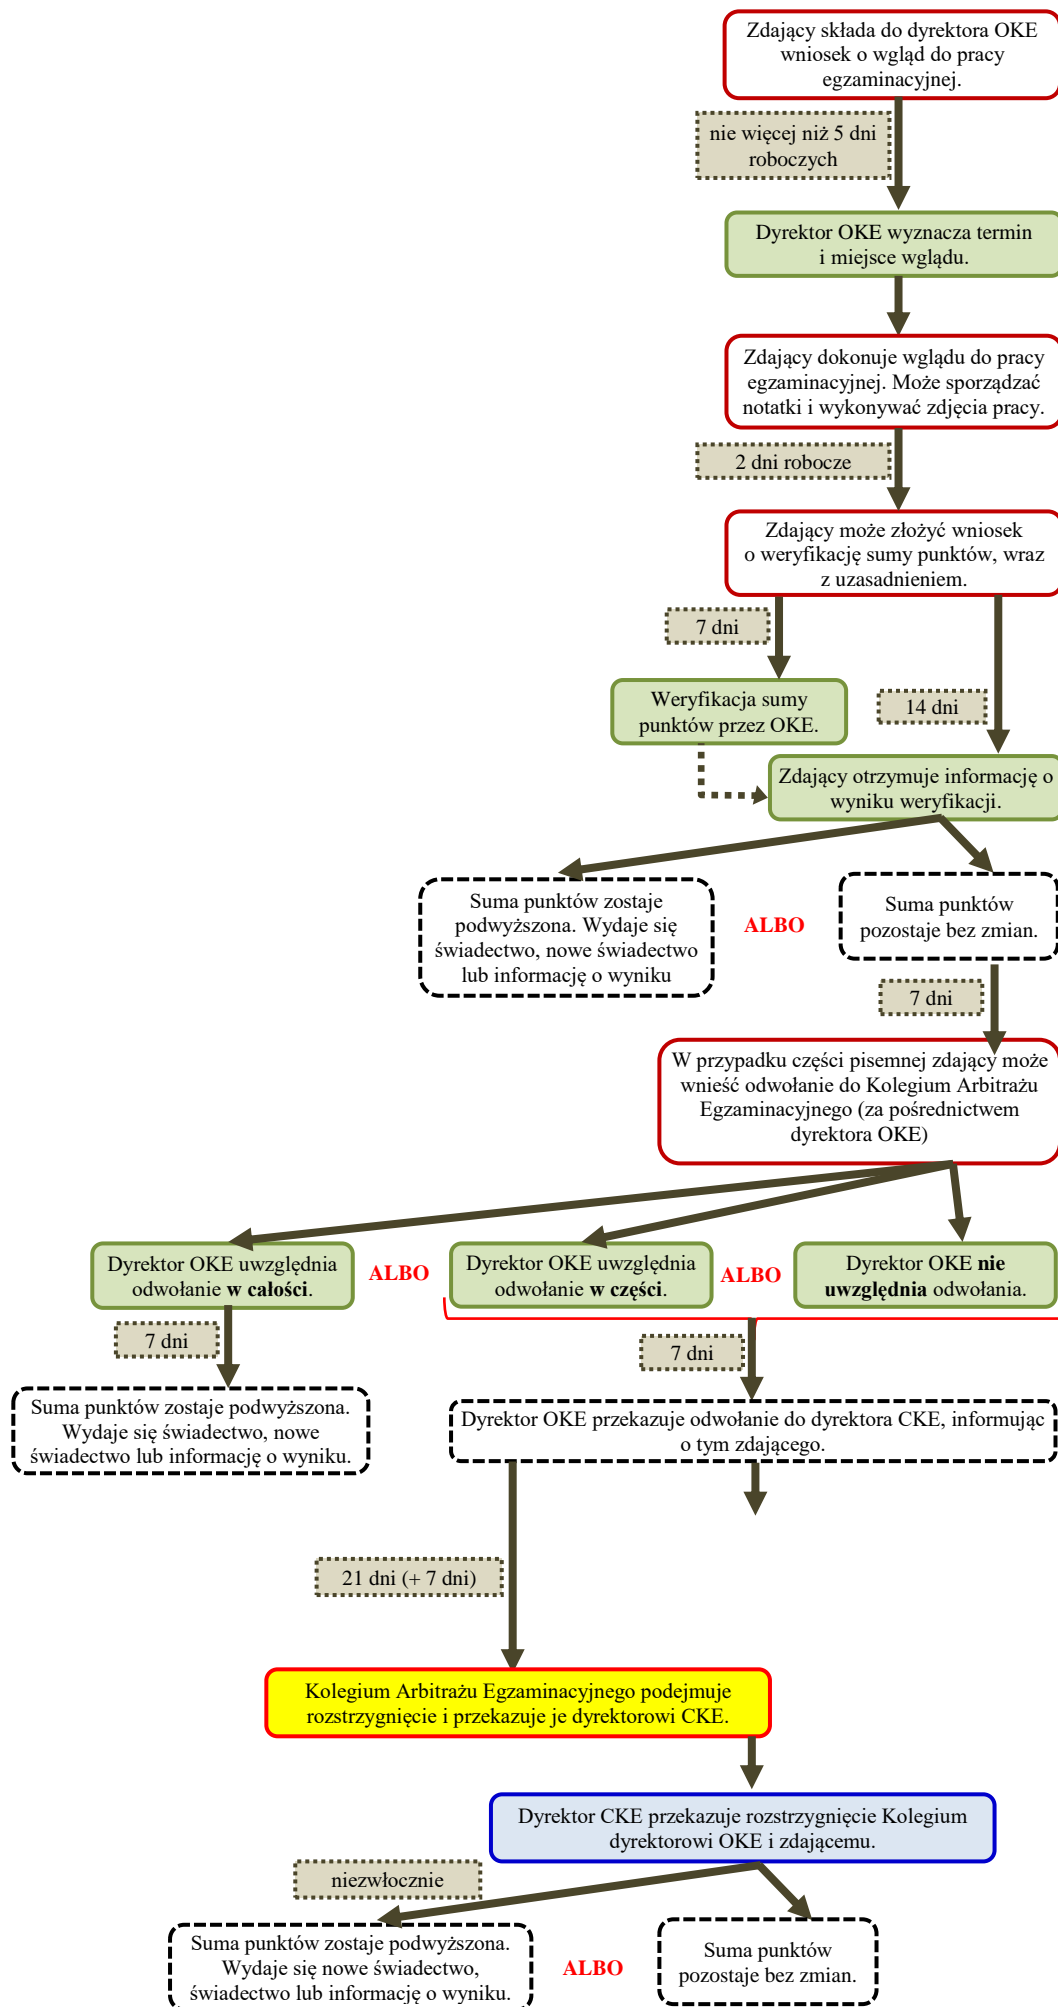 Zdający składa do dyrektora OKE
wniosek o wgląd do pracy
egzaminacyjnej.
nie więcej niż 5 dni
roboczych
Dyrektor OKE wyznacza termin
i miejsce wglądu.
Zdający dokonuje wglądu do pracy
egzaminacyjnej. Może sporządzać
notatki i wykonywać zdjęcia pracy.
2 dni robocze
Zdający może złożyć wniosek
o weryfikację sumy punktów, wraz
z uzasadnieniem.
7 dni
Weryfikacja sumy
punktów przez OKE.
14 dni
Zdający otrzymuje informację o
wyniku weryfikacji.
Suma punktów zostaje
podwyższona. Wydaje się
świadectwo, nowe świadectwo
lub informację o wyniku
ALBO
Suma punktów
pozostaje bez zmian.
7 dni
W przypadku części pisemnej zdający może
wnieść odwołanie do Kolegium Arbitrażu
Egzaminacyjnego (za pośrednictwem
dyrektora OKE)
Dyrektor OKE uwzględnia
odwołanie w całości.
ALBO
Dyrektor OKE uwzględnia
odwołanie w części.
ALBO
Dyrektor OKE nie
uwzględnia odwołania.
7 dni
7 dni
Suma punktów zostaje podwyższona.
Wydaje się świadectwo, nowe
świadectwo lub informację o wyniku.
Dyrektor OKE przekazuje odwołanie do dyrektora CKE, informując
o tym zdającego.
21 dni (+ 7 dni)
Kolegium Arbitrażu Egzaminacyjnego podejmuje
rozstrzygnięcie i przekazuje je dyrektorowi CKE.
Dyrektor CKE przekazuje rozstrzygnięcie Kolegium
dyrektorowi OKE i zdającemu.
niezwłocznie
Suma punktów zostaje podwyższona.
Wydaje się nowe świadectwo,
świadectwo lub informację o wyniku.
ALBO
Suma punktów
pozostaje bez zmian.